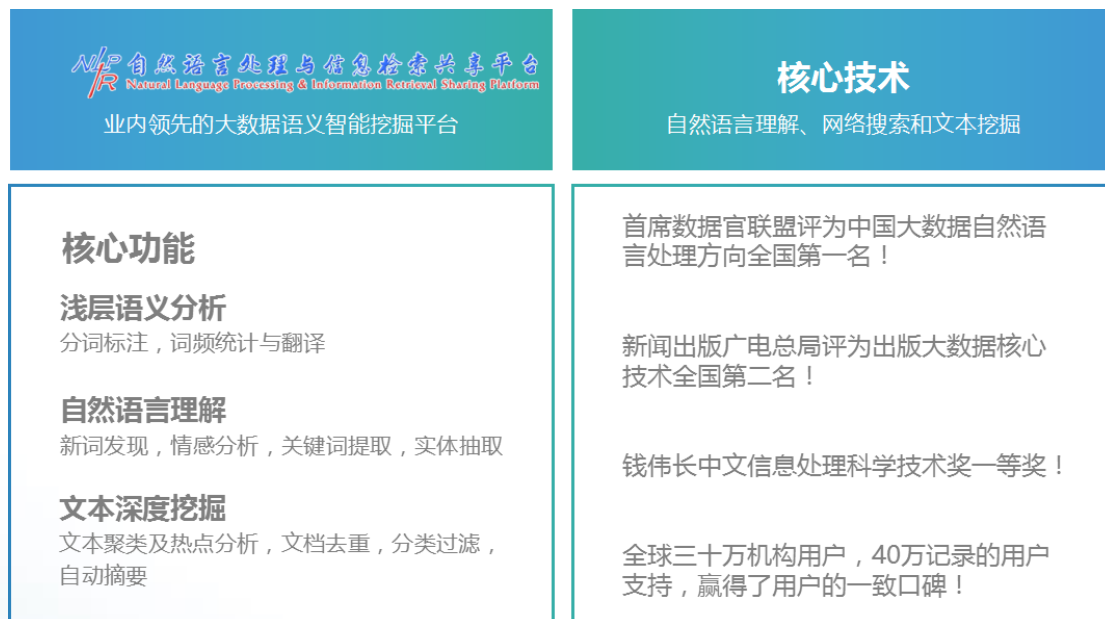 NLPIR 自然语言处理与信息检索共享平台
Natural Language Processing & Information Retrieval Sharing Platform
业内领先的大数据语义智能挖掘平台
核心功能
浅层语义分析
分词标注，词频统计与翻译
自然语言理解
新词发现，情感分析，关键词提取，实体抽取
文本深度挖掘
文本聚类及热点分析，文档去重，分类过滤，
自动摘要
核心技术
自然语言理解、网络搜索和文本挖掘
首席数据官联盟评为中国大数据自然语
言处理方向全国第一名！
新闻出版广电总局评为出版大数据核心
技术全国第二名！
钱伟长中文信息处理科学技术奖一等奖！
全球三十万机构用户，40万记录的用户
支持，赢得了用户的一致口碑！